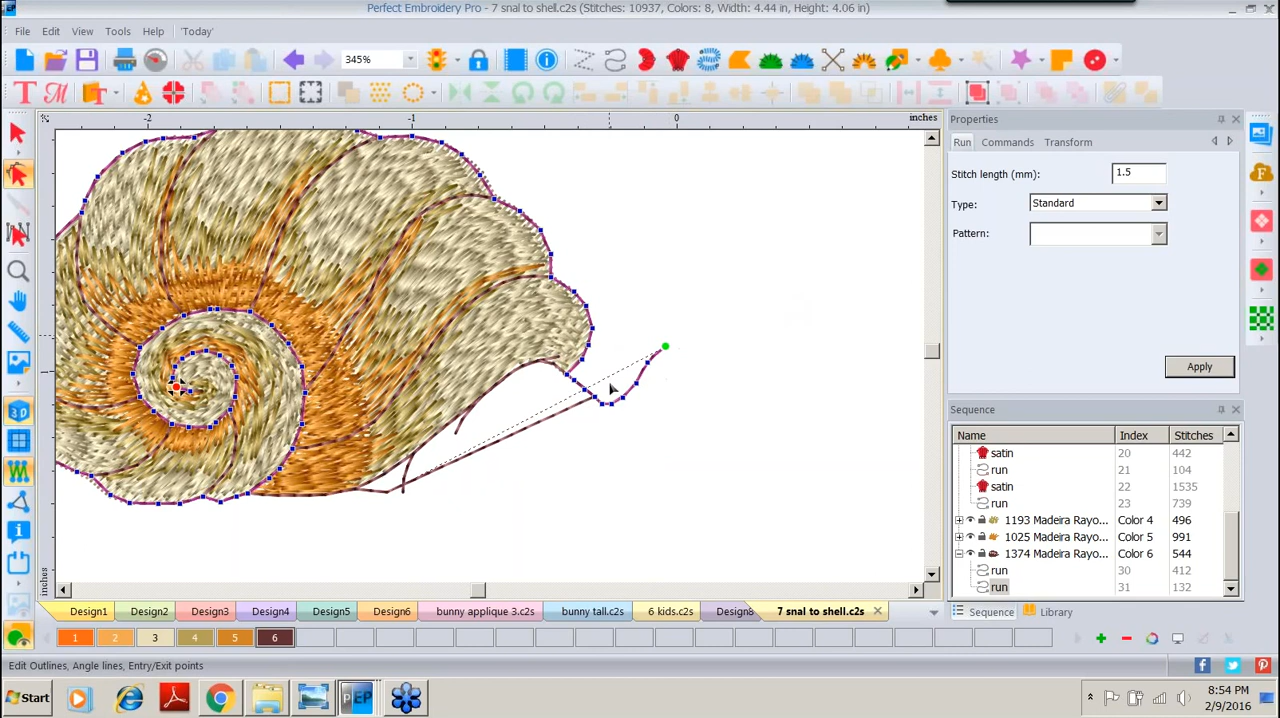 Perfect Embroidery Pro - 7 snal to shell.c2s (Stitches: 10937, Colors: 8, Width: 4.44 in, Height: 4.06 in)
File Edit View Tools Help 'Today'
345%
-2 -1 0 inches
Properties
Run Commands Transform
Stitch length (mm): 1.5
Type: Standard
Pattern:
Apply
Sequence
Name Index Stitches
satin 20 442
run 21 104
satin 22 1535
run 23 739
1193 Madeira Rayo... Color 4 496
1025 Madeira Rayo... Color 5 991
1374 Madeira Rayo... Color 6 544
run 30 412
run 31 132
inches
Design1 Design2 Design3 Design4 Design5 Design6 bunny applique 3.c2s bunny tall.c2s 6 kids.c2s Design8 7 snal to shell.c2s
Sequence Library
1 2 3 4 5 6
Edit Outlines, Angle lines, Entry/Exit points
Start
8:54 PM
2/9/2016